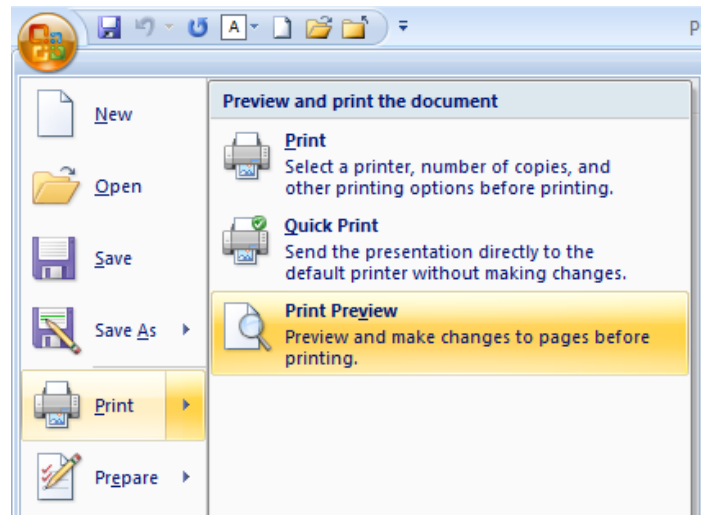 A
P
New
Open
Save
Save As
Print
Prepare
Preview and print the document
Print
Select a printer, number of copies, and
other printing options before printing.
Quick Print
Send the presentation directly to the
default printer without making changes.
Print Preview
Preview and make changes to pages before
printing.